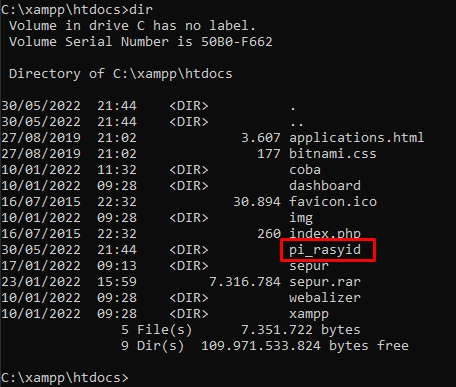 C:\xampp\htdocs>dir
Volume in drive C has no label.
Volume Serial Number is 50B0-F662
Directory of C:\xampp\htdocs
30/05/2022 21:44 <DIR> .
30/05/2022 21:44 <DIR> ..
27/08/2019 21:02 3.607 applications.html
27/08/2019 21:02 177 bitnami.css
10/01/2022 11:32 <DIR> coba
10/01/2022 09:28 <DIR> dashboard
16/07/2015 22:32 30.894 favicon.ico
10/01/2022 09:28 <DIR> img
16/07/2015 22:32 260 index.php
30/05/2022 21:44 <DIR> pi_rasyid
17/01/2022 09:13 <DIR> sepur
23/01/2022 15:59 7.316.784 sepur.rar
10/01/2022 09:28 <DIR> webalizer
10/01/2022 09:28 <DIR> xampp
5 File(s) 7.351.722 bytes
9 Dir(s) 109.971.533.824 bytes free
C:\xampp\htdocs>